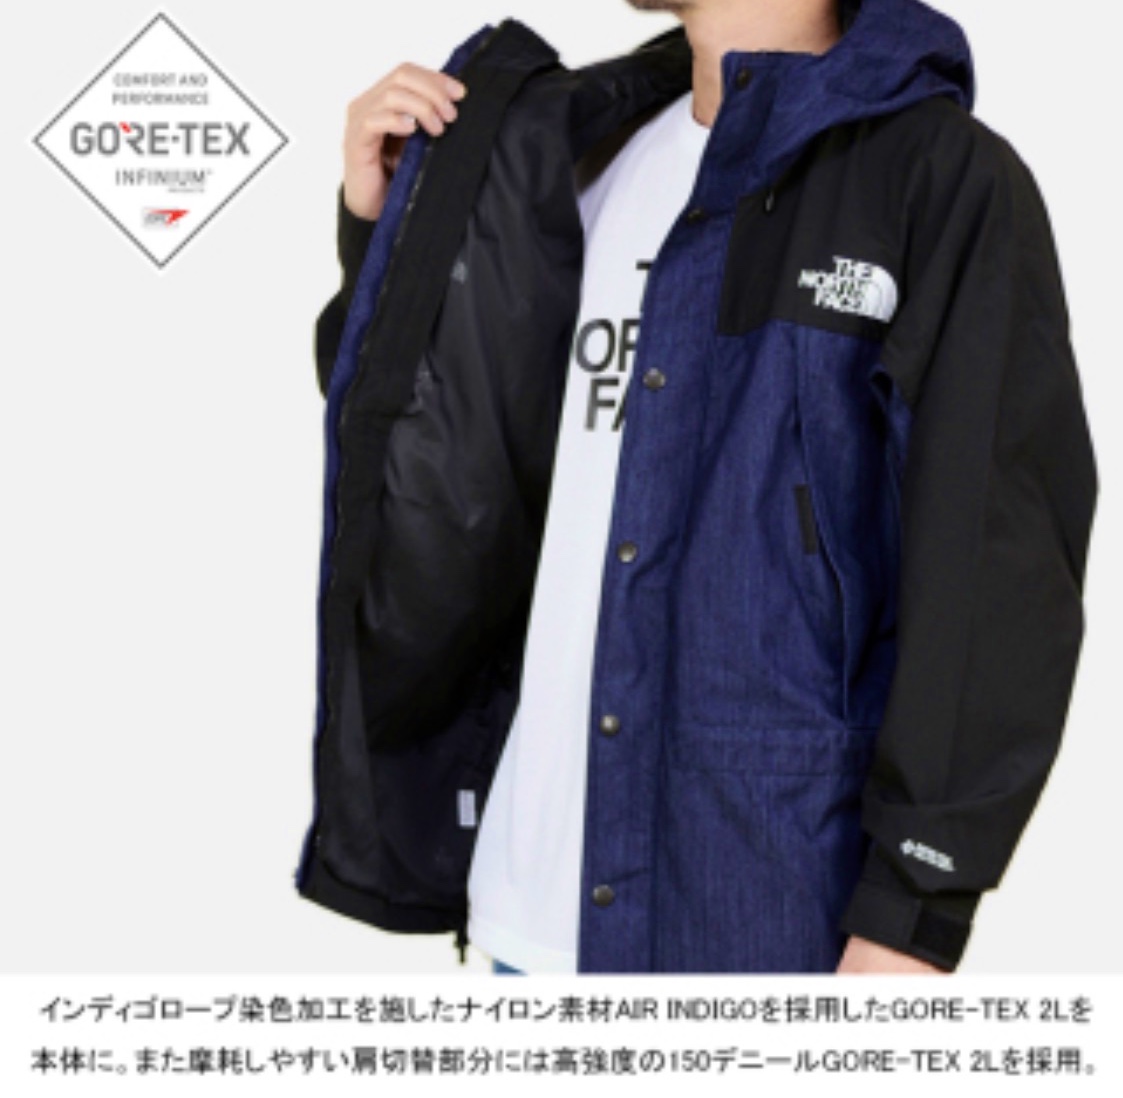 COMFORT AND
PERFORMANCE
GORE-TEX
INFINIUM
THE
NORTH
FACE
インディゴロープ染色加工を施したナイロン素材AIR INDIGOを採用したGORE-TEX 2Lを
本体に。また摩耗しやすい肩切替部分には高強度の150デニールGORE-TEX 2Lを採用。